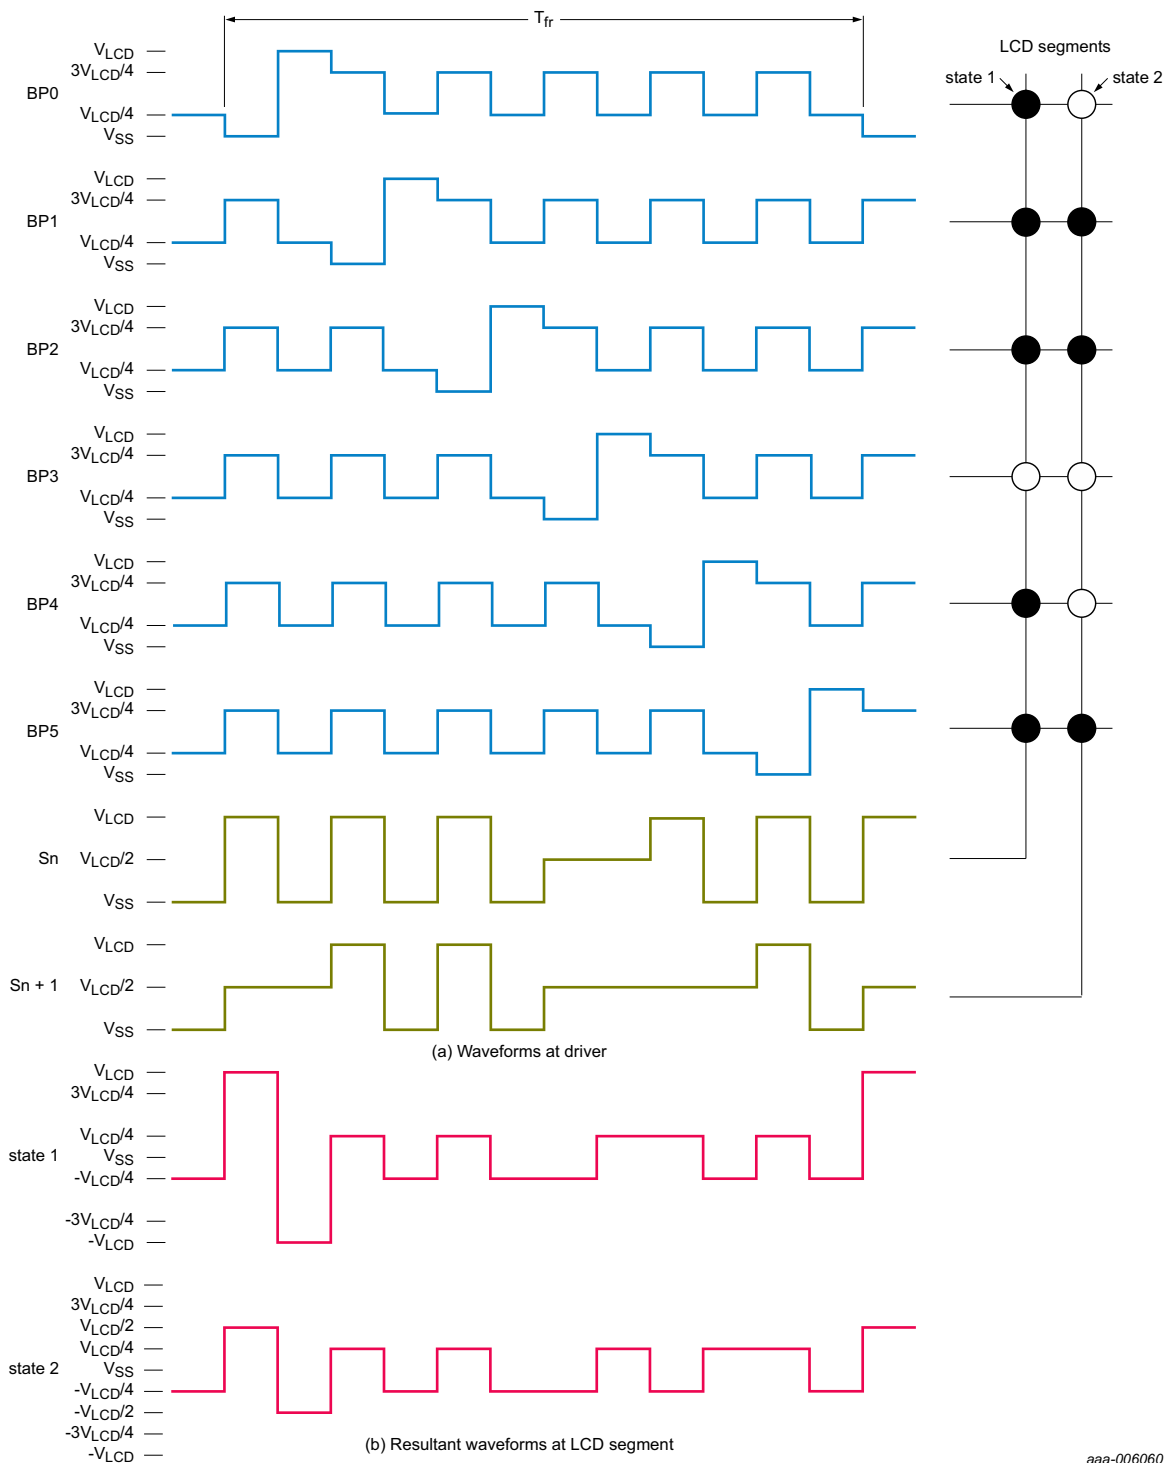 Tfr
BP0
VLCD
3VLCD/4
VLCD/4
VSS
LCD segments
state 1
state 2
BP1
VLCD
3VLCD/4
VLCD/4
VSS
BP2
VLCD
3VLCD/4
VLCD/4
VSS
BP3
VLCD
3VLCD/4
VLCD/4
VSS
BP4
VLCD
3VLCD/4
VLCD/4
VSS
BP5
VLCD
3VLCD/4
VLCD/4
VSS
Sn
VLCD
VLCD/2
VSS
Sn + 1
VLCD
VLCD/2
VSS
(a) Waveforms at driver
state 1
VLCD
3VLCD/4
VLCD/4
VSS
-VLCD/4
-3VLCD/4
-VLCD
state 2
VLCD
3VLCD/4
VLCD/2
VLCD/4
VSS
-VLCD/4
-VLCD/2
-3VLCD/4
-VLCD
(b) Resultant waveforms at LCD segment
aaa-006060